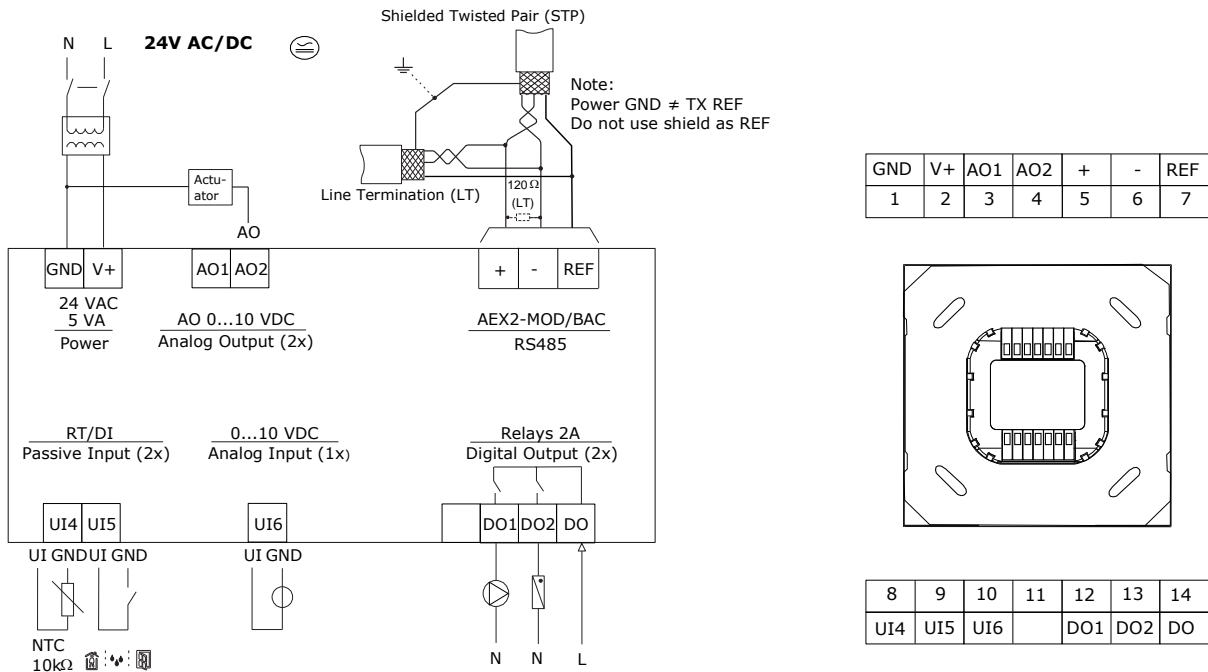 Shielded Twisted Pair (STP)
N L 24V AC/DC
Note:
Power GND ≠ TX REF
Do not use shield as REF
Actu-
ator
Line Termination (LT)
120 Ω
(LT)
AO
GND V+ AO1 AO2 + - REF
24 VAC
5 VA
Power
AO 0...10 VDC
Analog Output (2x)
AEX2-MOD/BAC
RS485
RT/DI
Passive Input (2x)
0...10 VDC
Analog Input (1x)
Relays 2A
Digital Output (2x)
UI4 UI5 UI6 DO1 DO2 DO
UI GND UI GND UI GND
NTC
10kΩ
N N L
GND V+ AO1 AO2 + - REF
1 2 3 4 5 6 7
8 9 10 11 12 13 14
UI4 UI5 UI6 DO1 DO2 DO